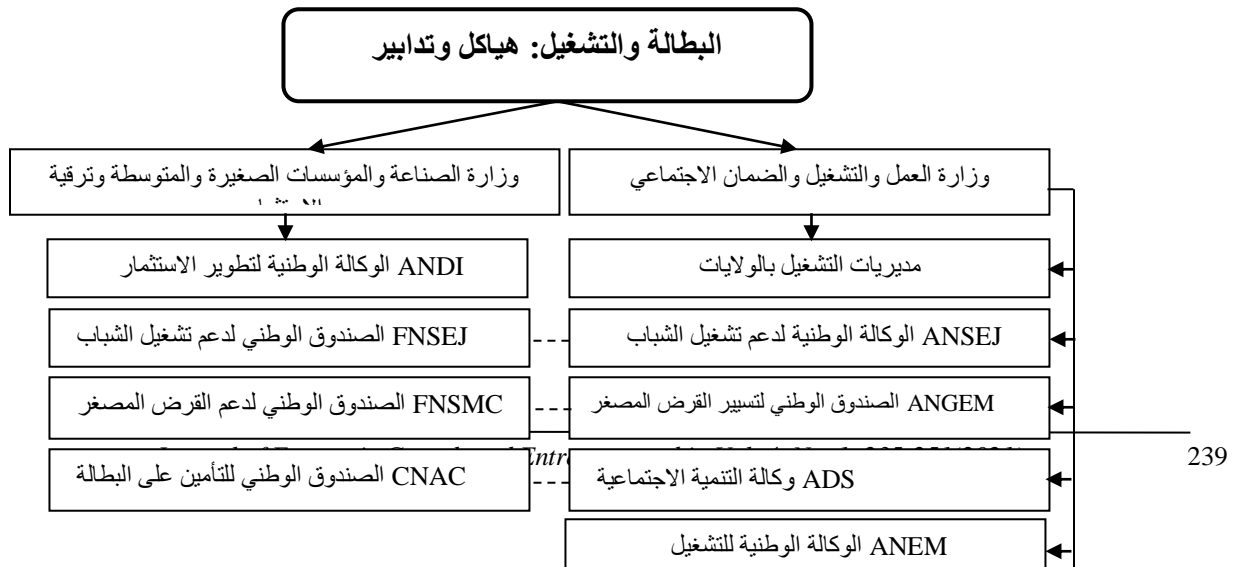 البطالة والتشغيل: هياكل وتدابير
وزارة العمل والتشغيل والضمان الاجتماعي
وزارة الصناعة والمؤسسات الصغيرة والمتوسطة وترقية
مديريات التشغيل بالولايات
ANDI الوكالة الوطنية لتطوير الاستثمار
ANSEJ الوكالة الوطنية لدعم تشغيل الشباب
FNSEJ الصندوق الوطني لدعم تشغيل الشباب
ANGEM الصندوق الوطني لتسيير القرض المصغر
FNSMC الصندوق الوطني لدعم القرض المصغر
239
ADS وكالة التنمية الاجتماعية
CNAC الصندوق الوطني للتأمين على البطالة
ANEM الوكالة الوطنية للتشغيل